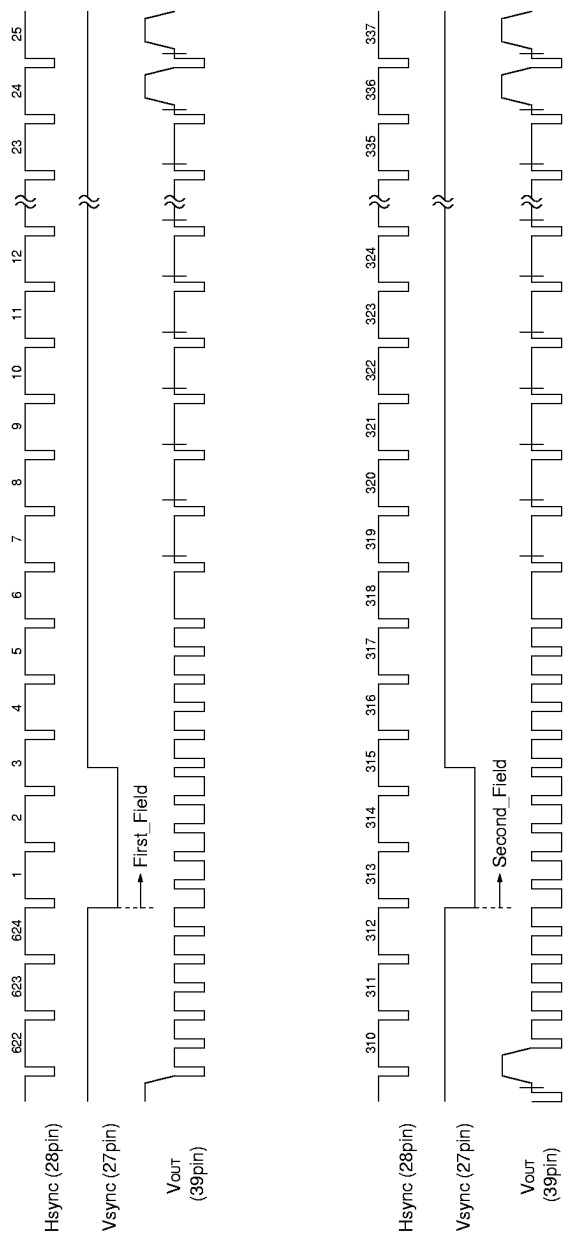 622 623 624 1 2 3 4 5 6 7 8 9 10 11 12 23 24 25
Hsync (28pin)
Vsync (27pin)
First_Field
VOUT
(39pin)
310 311 312 313 314 315 316 317 318 319 320 321 322 323 324 335 336 337
Hsync (28pin)
Vsync (27pin)
Second_Field
VOUT
(39pin)